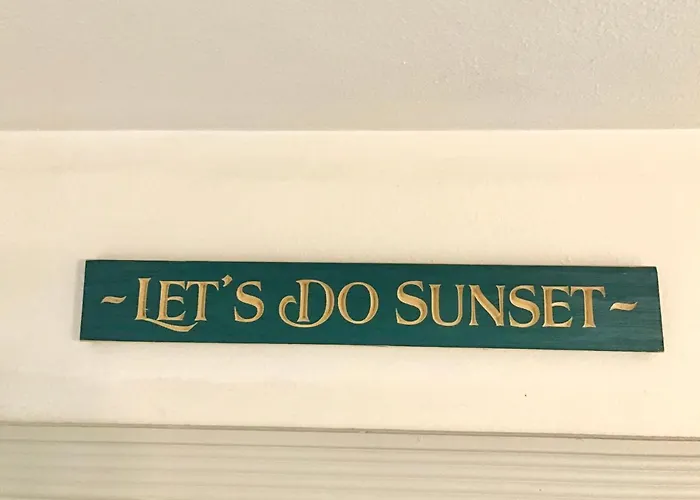 ~ LET'S DO SUNSET ~